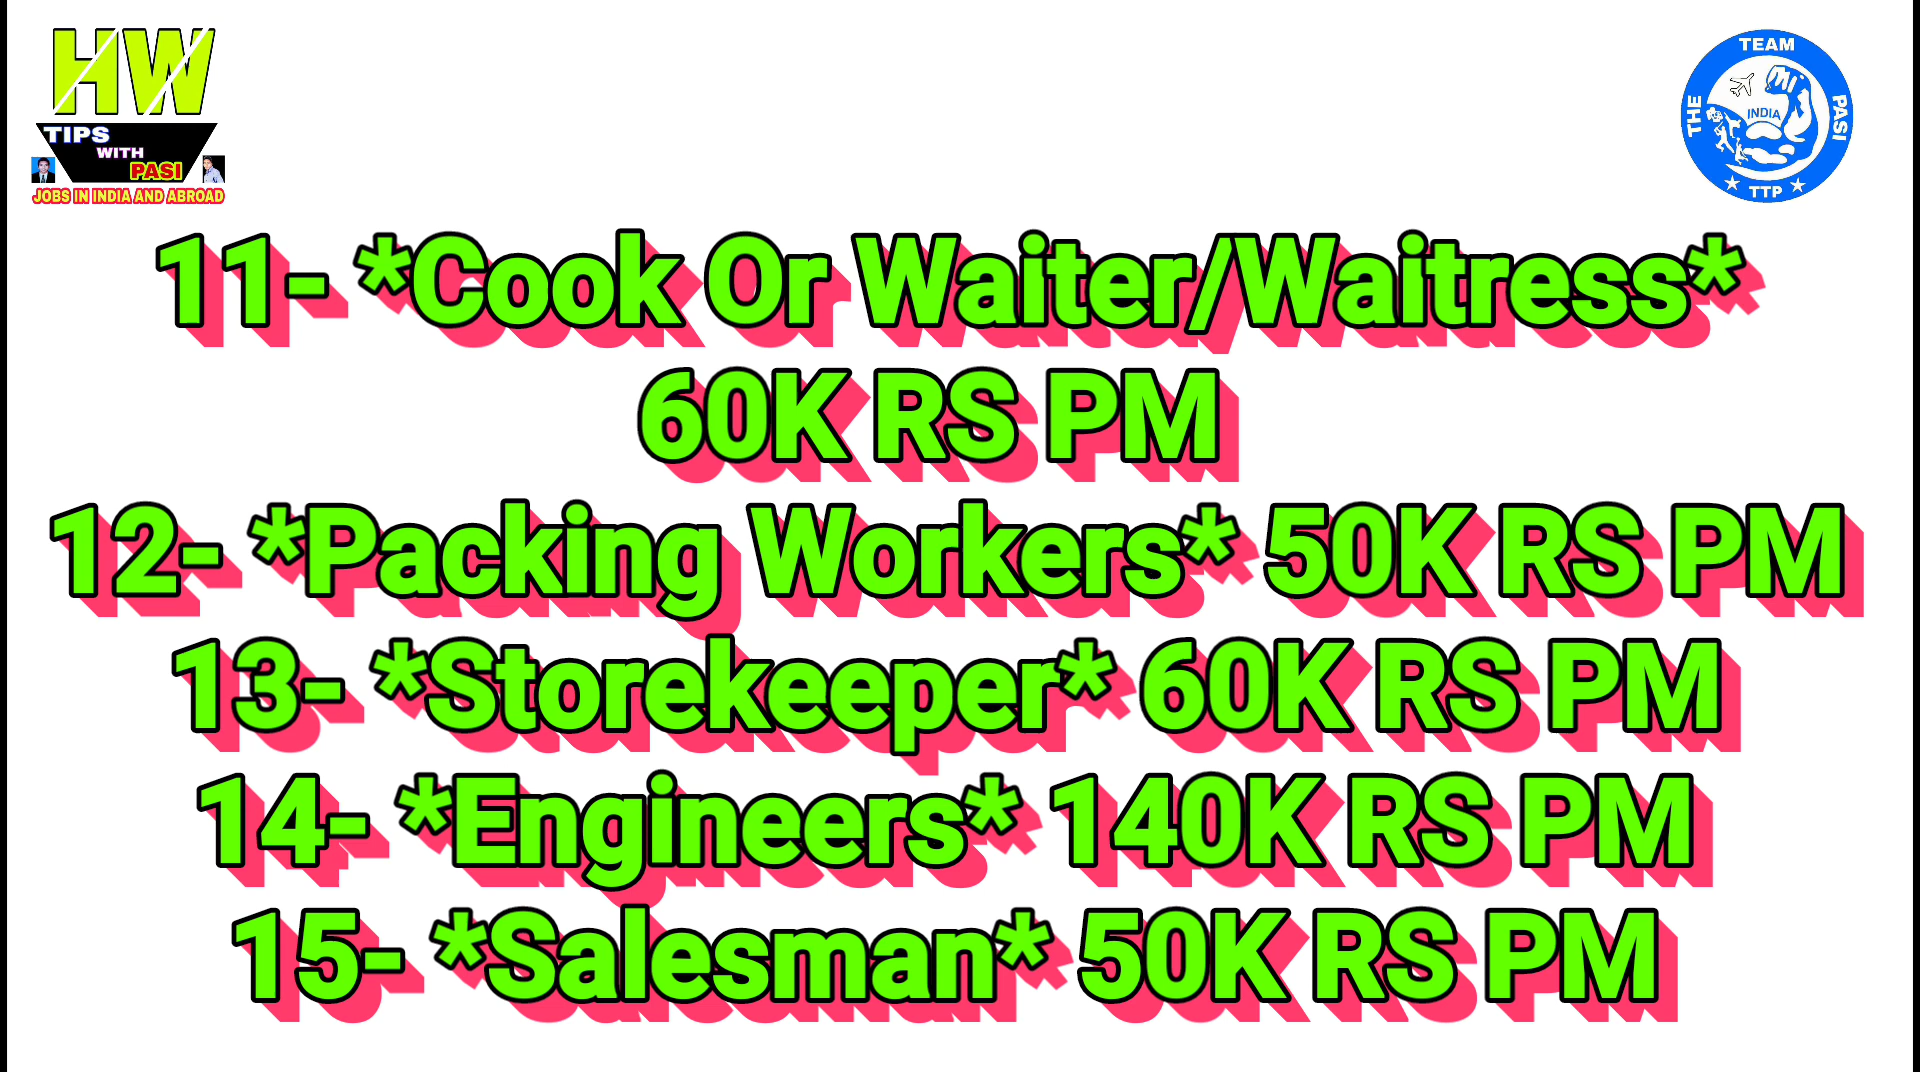 HW
TIPS
WITH
PASI
JOBS IN INDIA AND ABROAD
THE TEAM PASI
INDIA
TTP
11- *Cook Or Waiter/Waitress*
60K RS PM
12- *Packing Workers* 50K RS PM
13- *Storekeeper* 60K RS PM
14- *Engineers* 140K RS PM
15- *Salesman* 50K RS PM